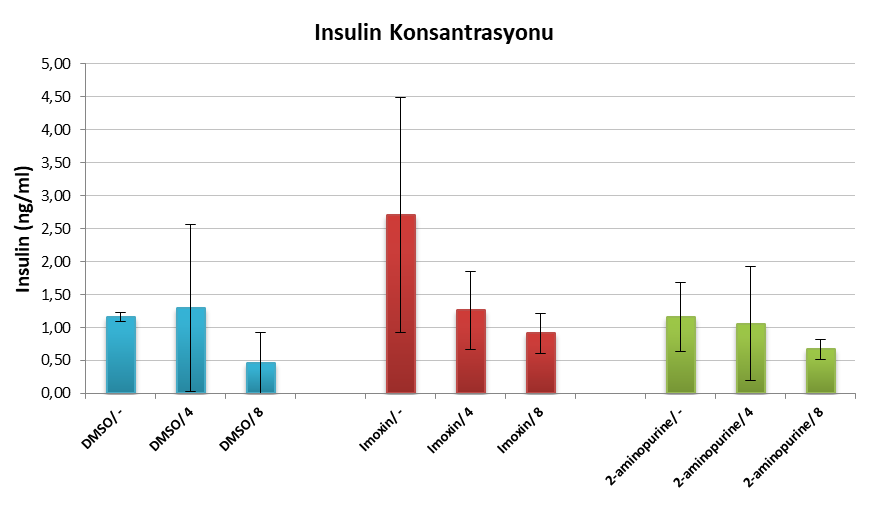 Insulin Konsantrasyonu
Insulin (ng/ml)
5,00
4,50
4,00
3,50
3,00
2,50
2,00
1,50
1,00
0,50
0,00
DMSO/ -
DMSO/ 4
DMSO/ 8
Imoxin/ -
Imoxin/ 4
Imoxin/ 8
2-aminopurine/ -
2-aminopurine/ 4
2-aminopurine/ 8